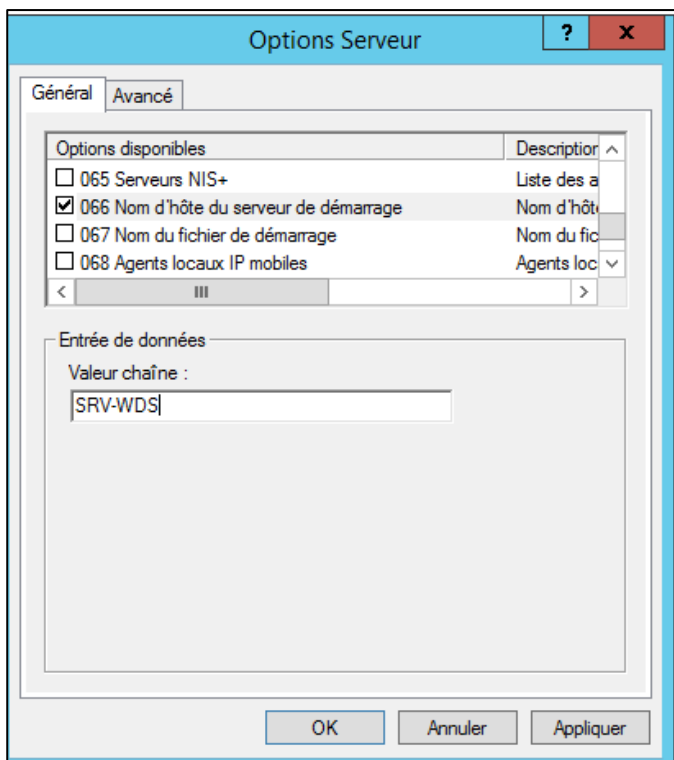 Options Serveur
?
x
Général
Avancé
Options disponibles
Description
065 Serveurs NIS+
Liste des a
066 Nom d'hôte du serveur de démarrage
Nom d'hôt
067 Nom du fichier de démarrage
Nom du fic
068 Agents locaux IP mobiles
Agents loc
Entrée de données
Valeur chaîne :
SRV-WDS
OK
Annuler
Appliquer